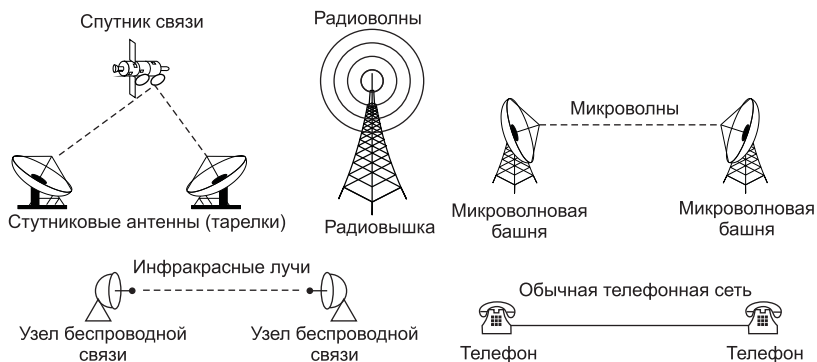 Спутник связи
Радиоволны
Микроволны
Стутниковые антенны (тарелки)
Радиовышка
Микроволновая
башня
Микроволновая
башня
Инфракрасные лучи
Узел беспроводной
связи
Узел беспроводной
связи
Обычная телефонная сеть
Телефон
Телефон